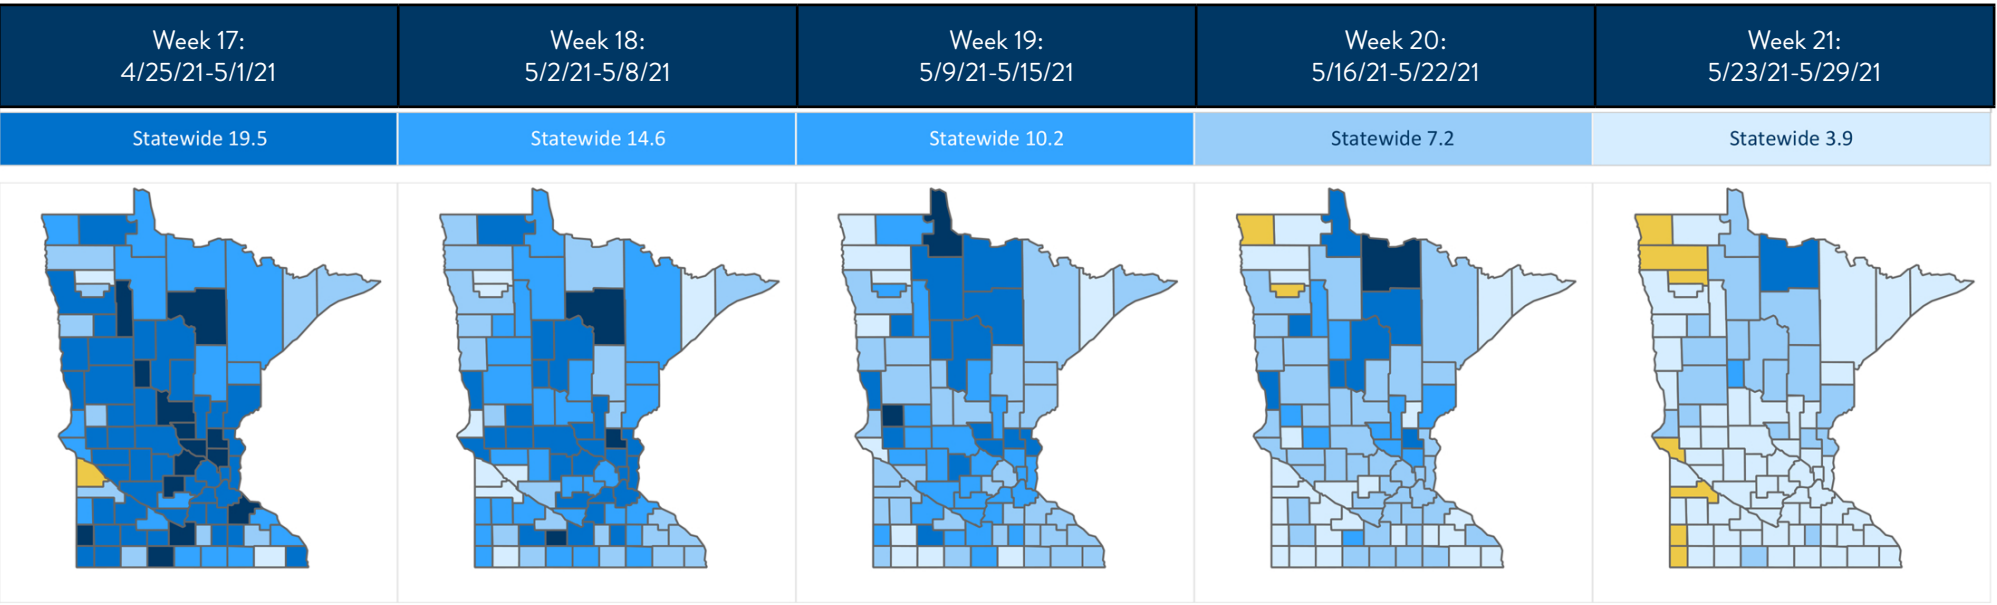 Week 17:
4/25/21-5/1/21
Week 18:
5/2/21-5/8/21
Week 19:
5/9/21-5/15/21
Week 20:
5/16/21-5/22/21
Week 21:
5/23/21-5/29/21
Statewide 19.5
Statewide 14.6
Statewide 10.2
Statewide 7.2
Statewide 3.9